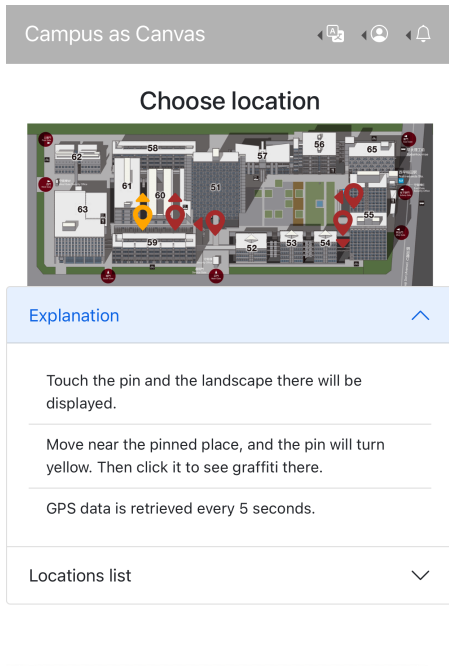 Campus as Canvas
Choose location
56
58
65
57
62
61
60
51
63
55
59
52
53
54
Explanation
Touch the pin and the landscape there will be
displayed.
Move near the pinned place, and the pin will turn
yellow. Then click it to see graffiti there.
GPS data is retrieved every 5 seconds.
Locations list